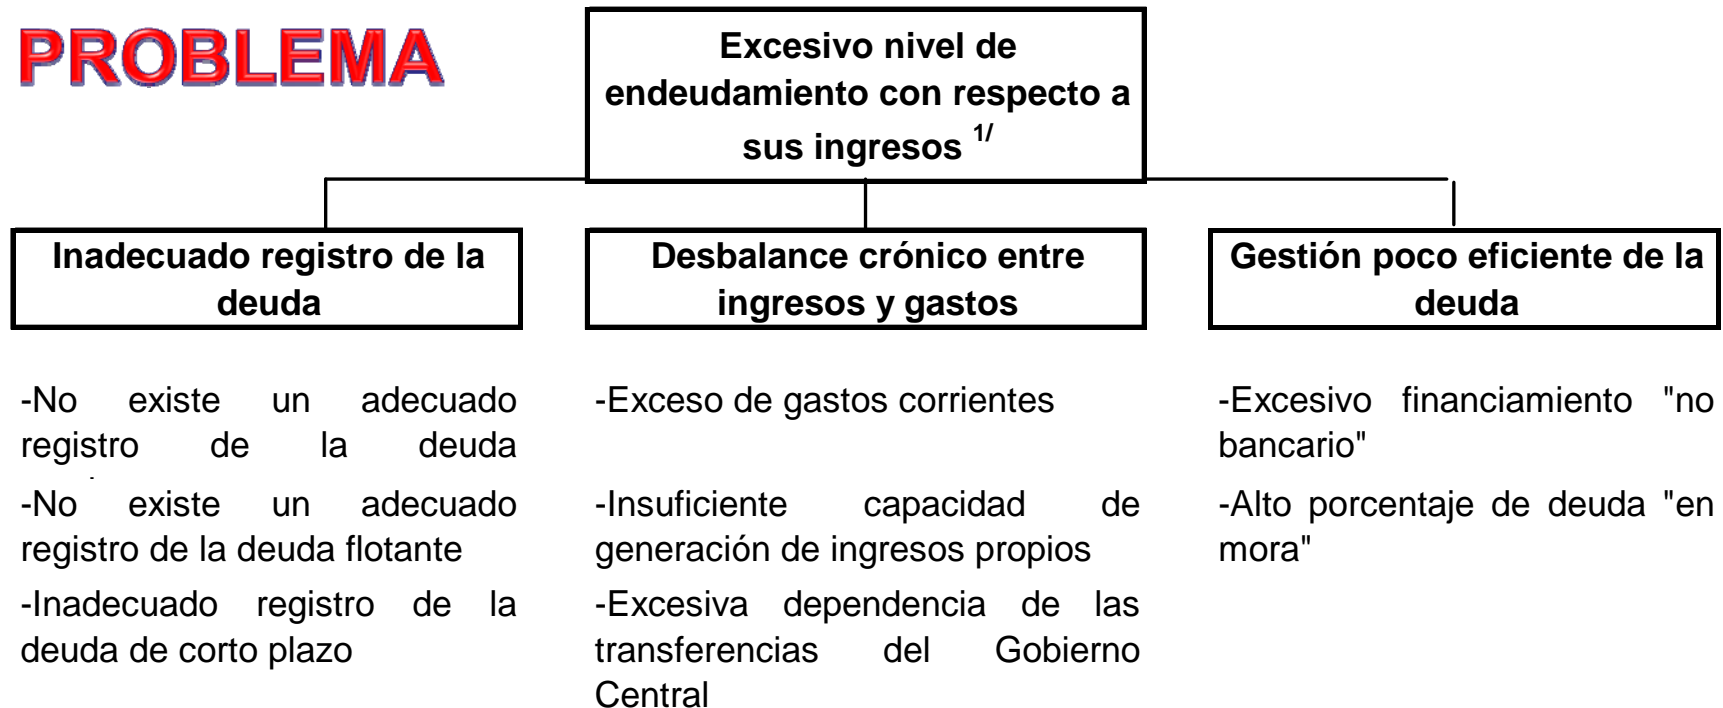 PROBLEMA
Excesivo nivel de
endeudamiento con respecto a
sus ingresos 1/
Inadecuado registro de la
deuda
Desbalance crónico entre
ingresos y gastos
Gestión poco eficiente de la
deuda
-No existe un adecuado
registro de la deuda
-No existe un adecuado
registro de la deuda flotante
-Inadecuado registro de la
deuda de corto plazo
-Exceso de gastos corrientes
-Insuficiente capacidad de
generación de ingresos propios
-Excesiva dependencia de las
transferencias del Gobierno
Central
-Excesivo financiamiento "no
bancario"
-Alto porcentaje de deuda "en
mora"